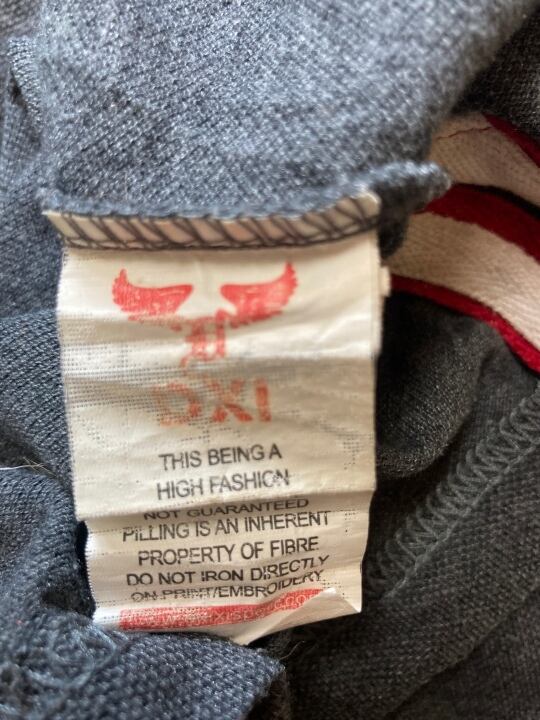 DXI
THIS BEING A
HIGH FASHION
NOT GUARANTEED
PILLING IS AN INHERENT
PROPERTY OF FIBRE
DO NOT IRON DIRECTLY
ON PRINT/EMBROIDERY